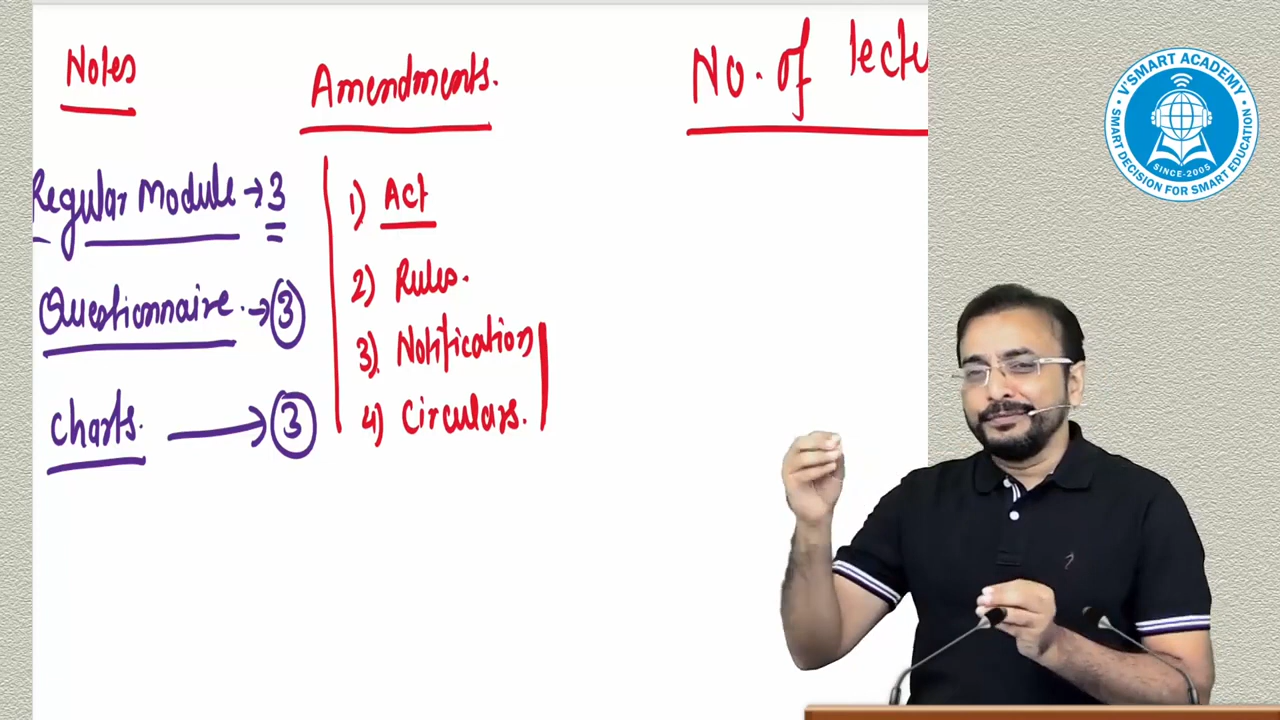 Notes
Regular Module → 3
Questionnaire. → 3
Charts. → 3
Amendments.
1) Act
2) Rules.
3) Notification
4) Circulars.
No. of
V'SMART ACADEMY
SMART DECISION FOR SMART EDUCATION
SINCE-2005